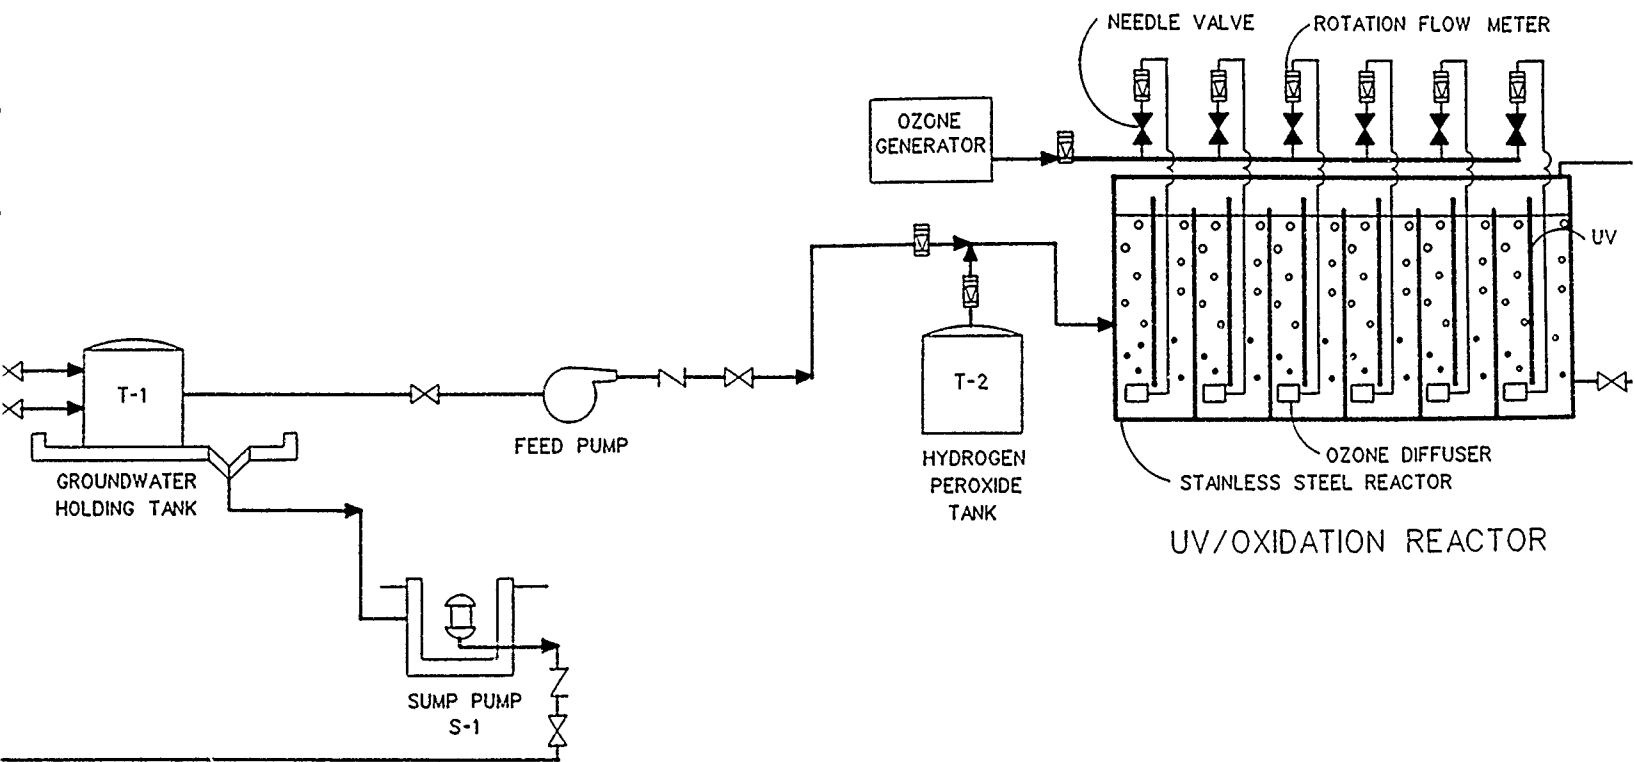 NEEDLE VALVE
ROTATION FLOW METER
OZONE
GENERATOR
UV
T-1
T-2
FEED PUMP
GROUNDWATER
HOLDING TANK
HYDROGEN
PEROXIDE
TANK
OZONE DIFFUSER
STAINLESS STEEL REACTOR
UV/OXIDATION REACTOR
SUMP PUMP
S-1